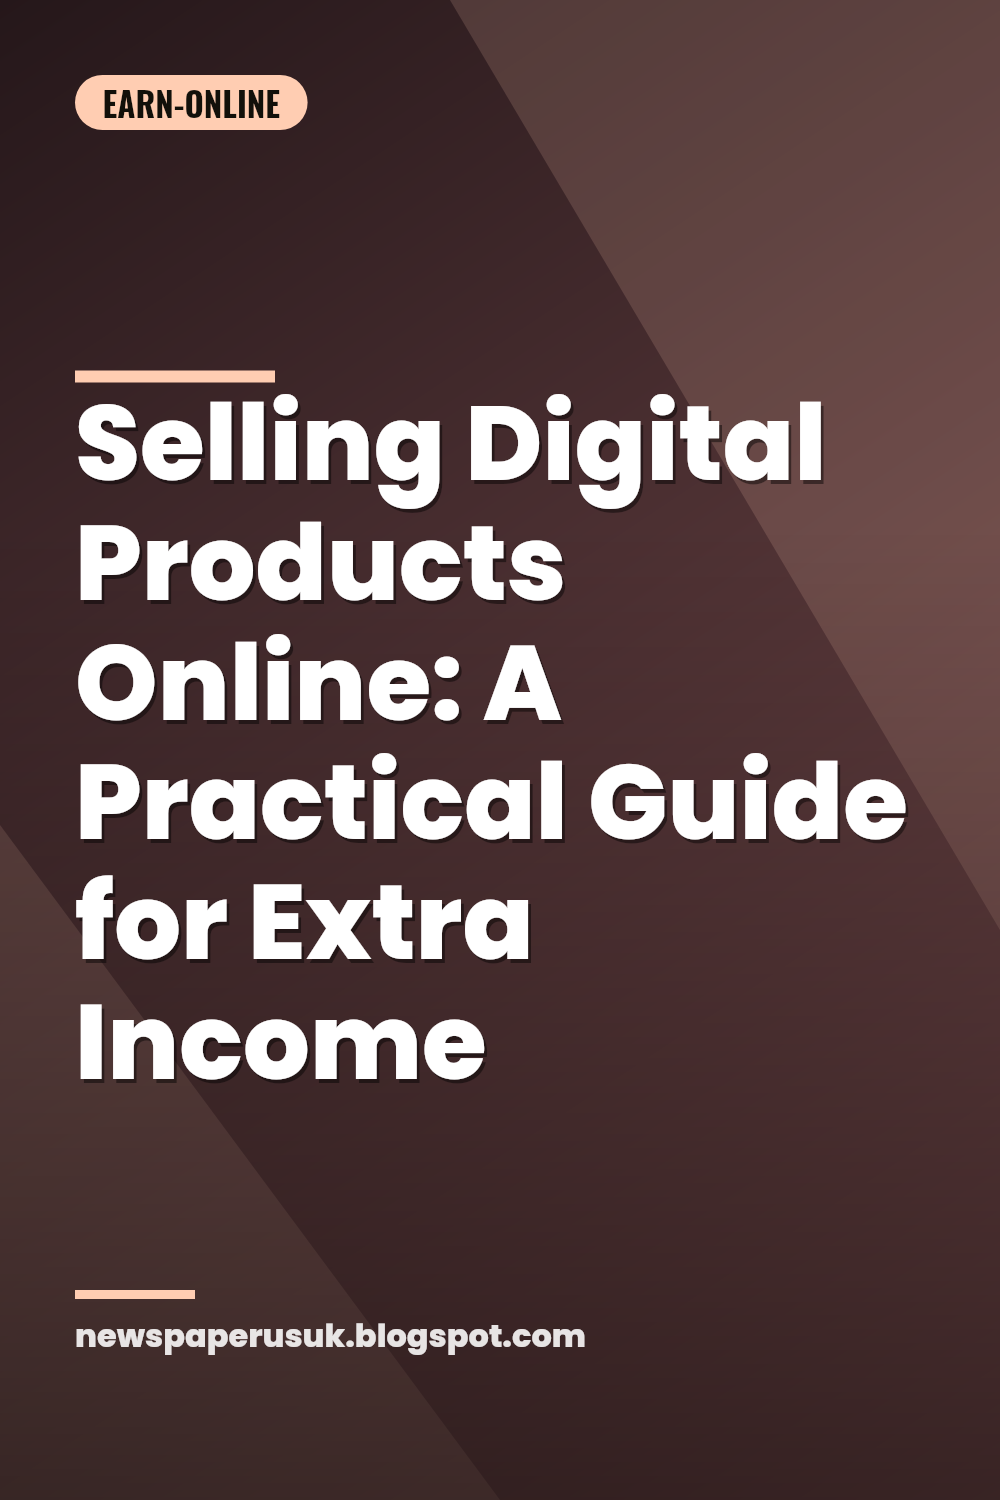 EARN-ONLINE
Selling Digital
Products
Online: A
Practical Guide
for Extra
Income
newspaperusuk.blogspot.com